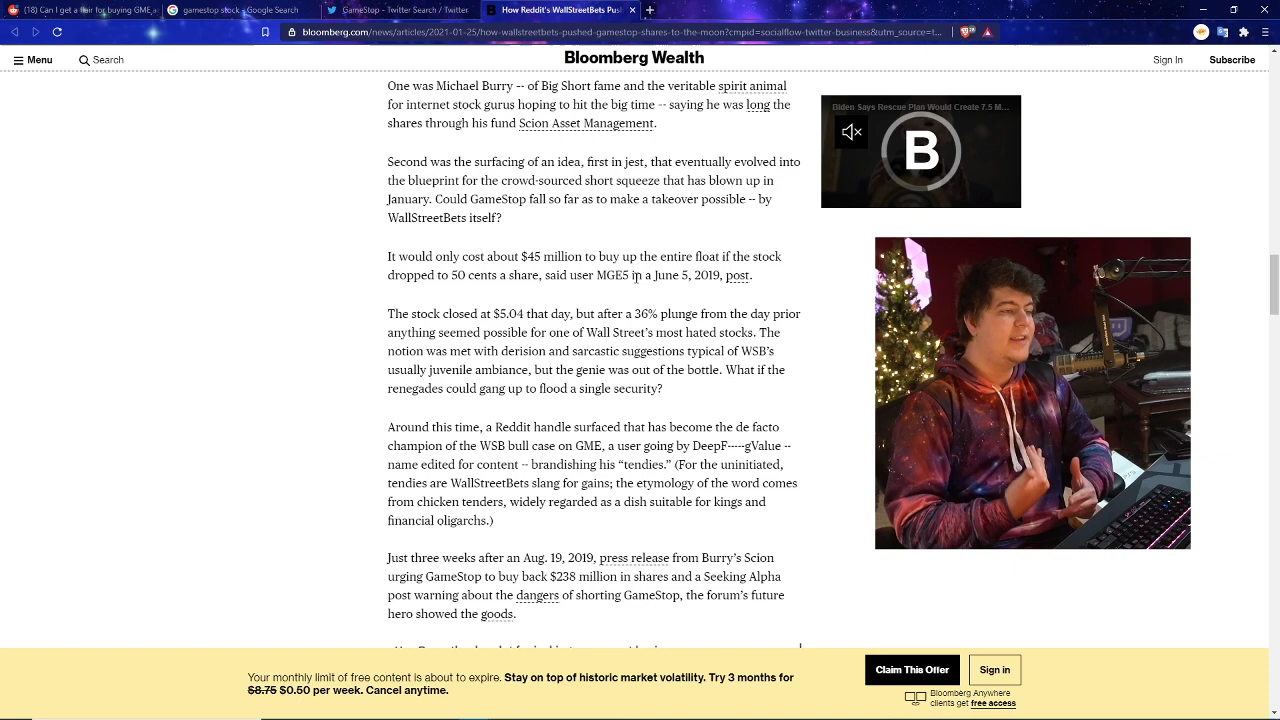 (18) Can I get a flair for buying GME
gamestop stock - Google Search
GameStop - Twitter Search / Twitter
How Reddit's WallStreetBets Pus
bloomberg.com/news/articles/2021-01-25/how-wallstreetbets-pushed-gamestop-shares-to-the-moon?cmpid=socialflow-twitter-business&utm_source=t...
Menu
Search
Bloomberg Wealth
Sign In
Subscribe
One was Michael Burry -- of Big Short fame and the veritable spirit animal
for internet stock gurus hoping to hit the big time -- saying he was long the
shares through his fund Scion Asset Management.
Second was the surfacing of an idea, first in jest, that eventually evolved into
the blueprint for the crowd-sourced short squeeze that has blown up in
January. Could GameStop fall so far as to make a takeover possible -- by
WallStreetBets itself?
It would only cost about $45 million to buy up the entire float if the stock
dropped to 50 cents a share, said user MGE5 in a June 5, 2019, post.
The stock closed at $5.04 that day, but after a 36% plunge from the day prior
anything seemed possible for one of Wall Street's most hated stocks. The
notion was met with derision and sarcastic suggestions typical of WSB's
usually juvenile ambiance, but the genie was out of the bottle. What if the
renegades could gang up to flood a single security?
Around this time, a Reddit handle surfaced that has become the de facto
champion of the WSB bull case on GME, a user going by DeepF-----gValue --
name edited for content -- brandishing his “tendies.” (For the uninitiated,
tendies are WallStreetBets slang for gains; the etymology of the word comes
from chicken tenders, widely regarded as a dish suitable for kings and
financial oligarchs.)
Just three weeks after an Aug. 19, 2019, press release from Burry's Scion
urging GameStop to buy back $238 million in shares and a Seeking Alpha
post warning about the dangers of shorting GameStop, the forum's future
hero showed the goods.
Biden Says Rescue Plan Would Create 7.5 M...
B
Your monthly limit of free content is about to expire. Stay on top of historic market volatility. Try 3 months for
$8.75 $0.50 per week. Cancel anytime.
Claim This Offer
Sign in
Bloomberg Anywhere
clients get free access